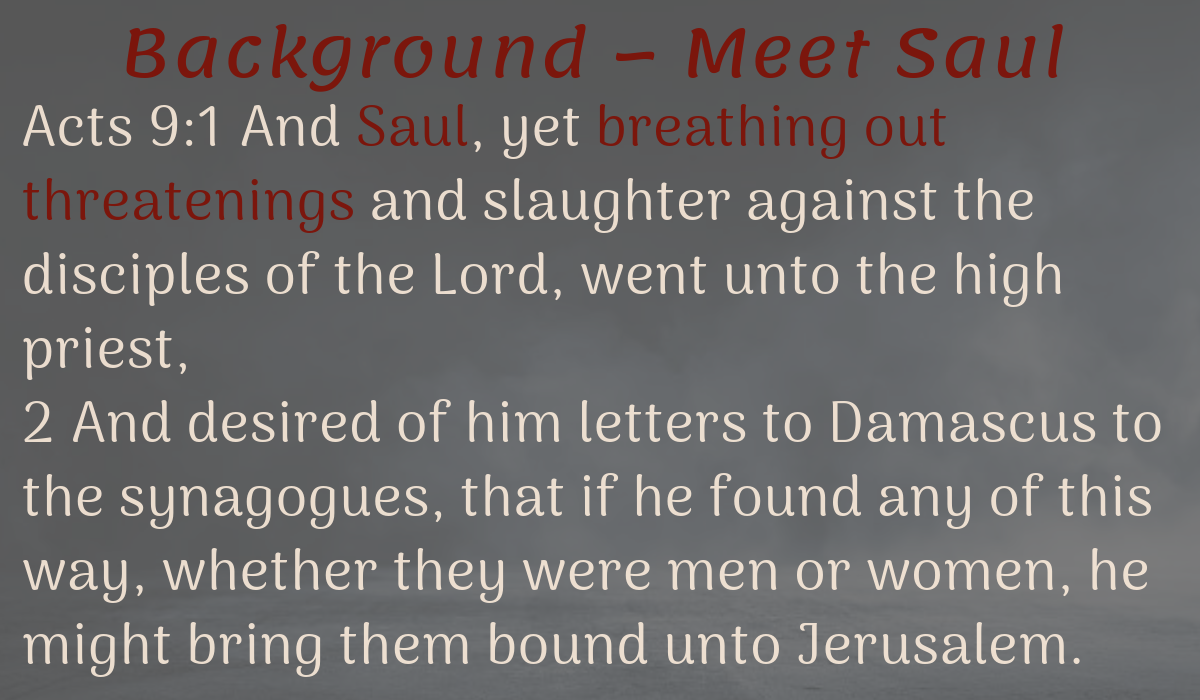 Background – Meet Saul
Acts 9:1 And Saul, yet breathing out
threatenings and slaughter against the
disciples of the Lord, went unto the high
priest,
2 And desired of him letters to Damascus to
the synagogues, that if he found any of this
way, whether they were men or women, he
might bring them bound unto Jerusalem.